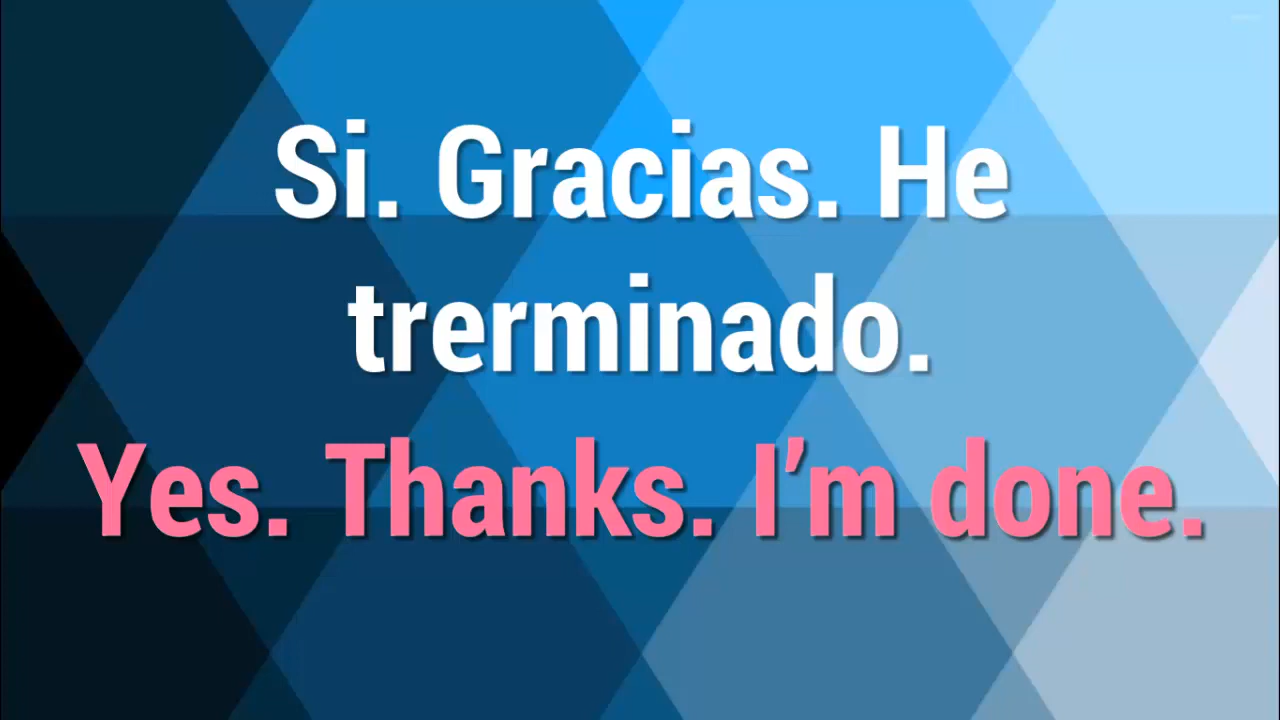 Si. Gracias. He
trerminado.
Yes. Thanks. I’m done.